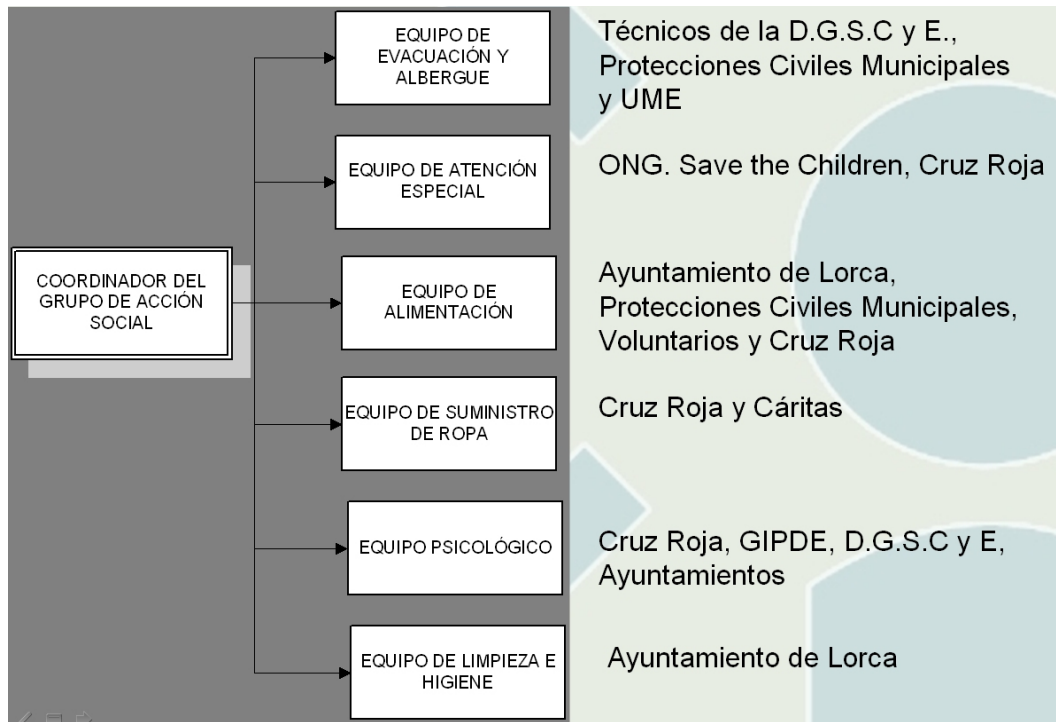 EQUIPO DE
EVACUACIÓN Y
ALBERGUE
Técnicos de la D.G.S.C y E.,
Protecciones Civiles Municipales
y UME
EQUIPO DE ATENCIÓN
ESPECIAL
ONG. Save the Children, Cruz Roja
COORDINADOR DEL
GRUPO DE ACCIÓN
SOCIAL
EQUIPO DE
ALIMENTACIÓN
Ayuntamiento de Lorca,
Protecciones Civiles Municipales,
Voluntarios y Cruz Roja
EQUIPO DE SUMINISTRO
DE ROPA
Cruz Roja y Cáritas
EQUIPO PSICOLÓGICO
Cruz Roja, GIPDE, D.G.S.C y E,
Ayuntamientos
EQUIPO DE LIMPIEZA E
HIGIENE
Ayuntamiento de Lorca